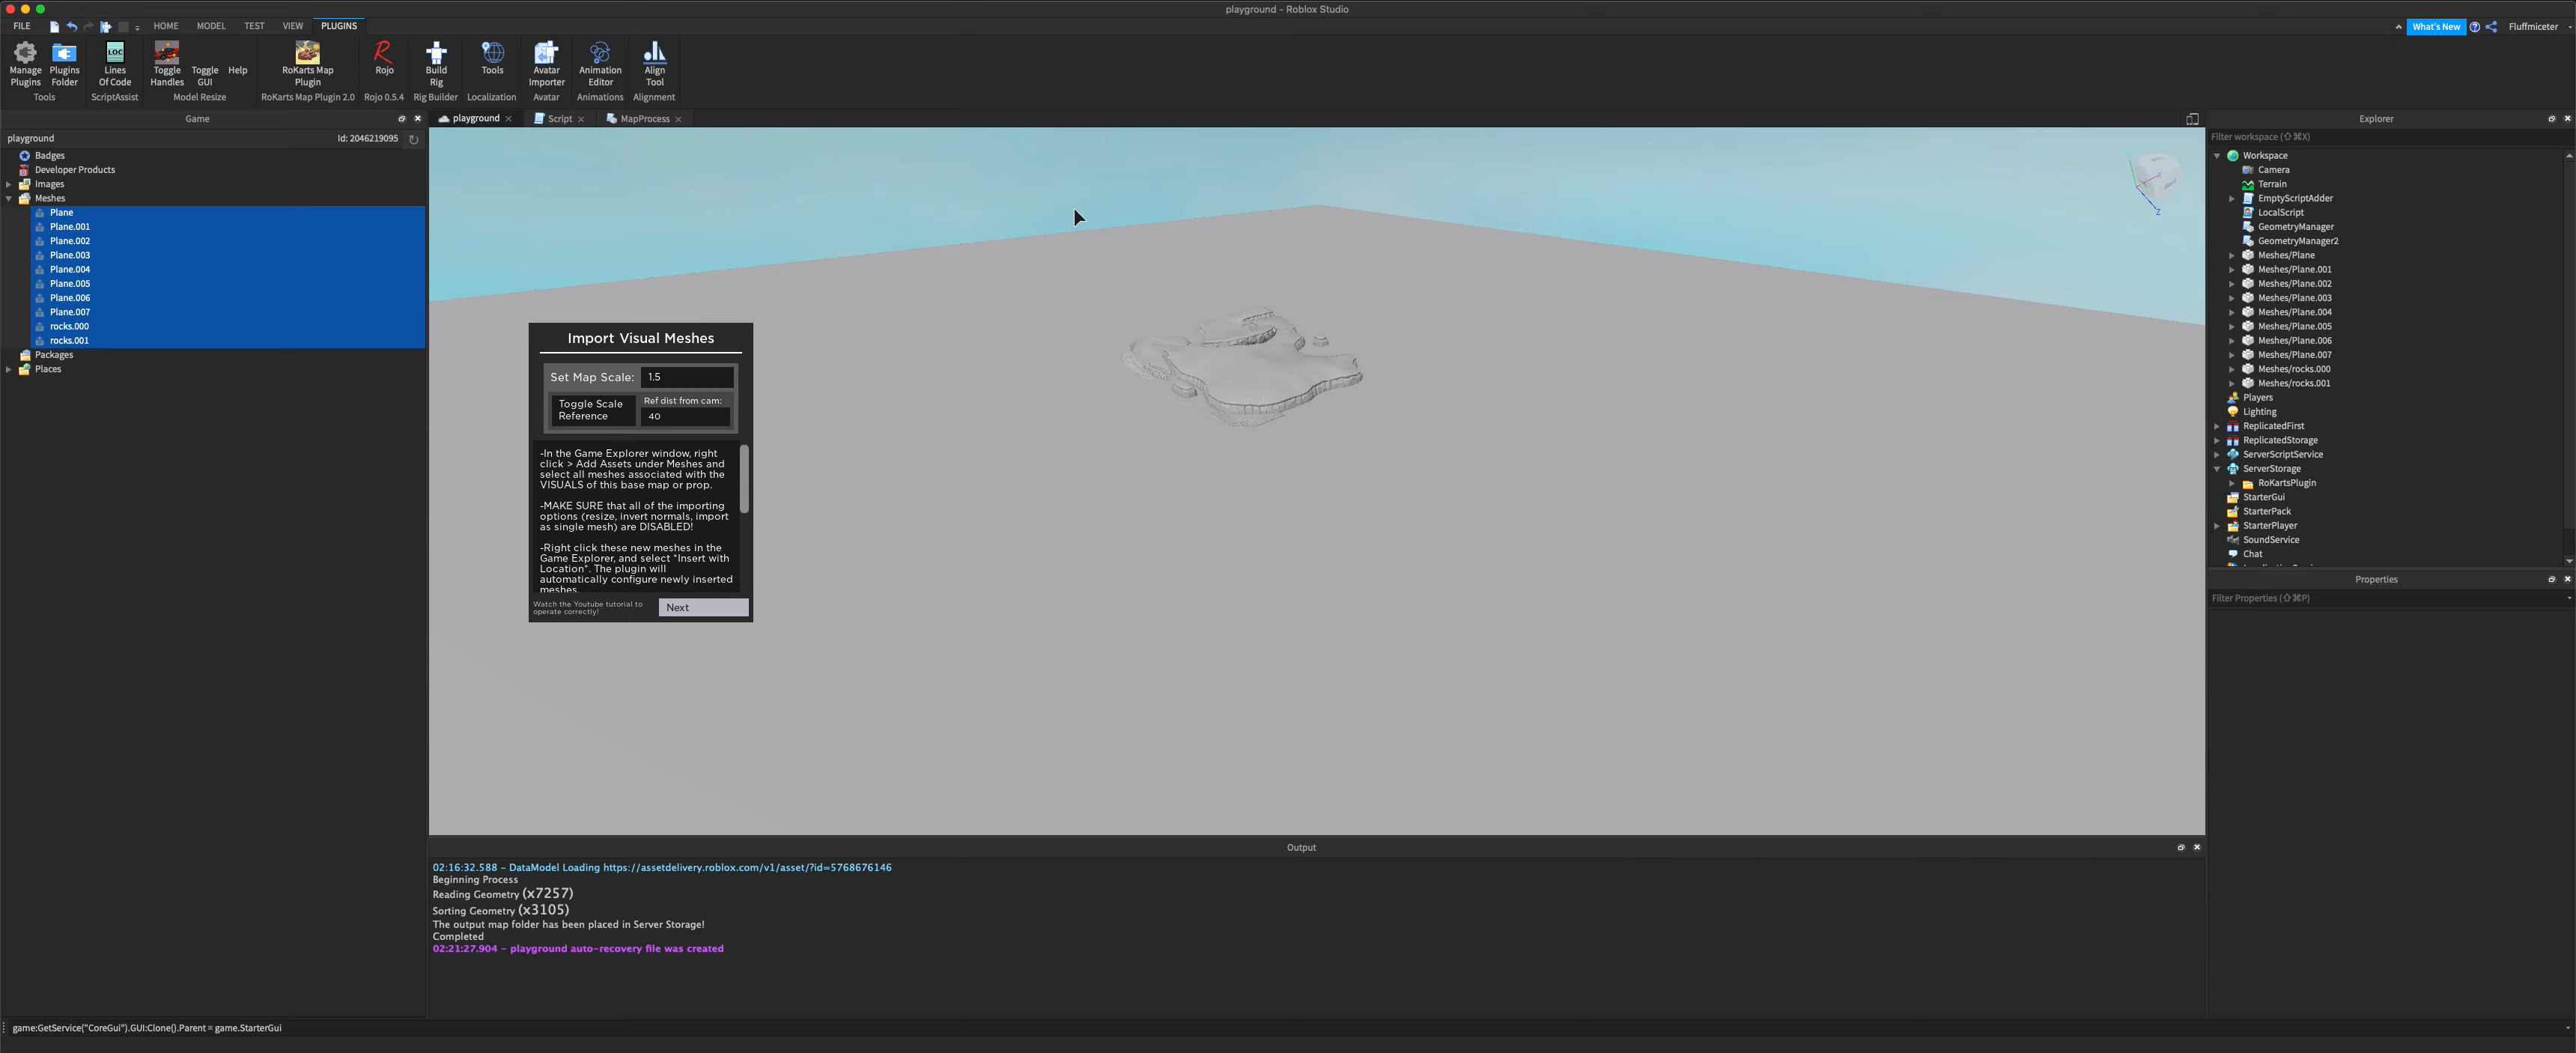 playground - Roblox Studio
FILE HOME MODEL TEST VIEW PLUGINS What's New Fluffmiceter
Manage Plugins
Plugins Folder
Lines Of Code
Toggle Handles
Toggle GUI
Help
RoKarts Map Plugin
Rojo
Build Rig
Tools
Avatar Importer
Animation Editor
Align Tool
Tools ScriptAssist Model Resize RoKarts Map Plugin 2.0 Rojo 0.5.4 Rig Builder Localization Avatar Animations Alignment
Game
playground Id: 2046219095
Badges
Developer Products
Images
Meshes
Plane
Plane.001
Plane.002
Plane.003
Plane.004
Plane.005
Plane.006
Plane.007
rocks.000
rocks.001
Packages
Places
playground Script MapProcess
Import Visual Meshes
Set Map Scale: 1.5
Toggle Scale Reference
Ref dist from cam:
40
-In the Game Explorer window, right
click > Add Assets under Meshes and
select all meshes associated with the
VISUALS of this base map or prop.
-MAKE SURE that all of the importing
options (resize, invert normals, import
as single mesh) are DISABLED!
-Right click these new meshes in the
Game Explorer, and select "Insert with
Location". The plugin will
automatically configure newly inserted
meshes.
Watch the Youtube tutorial to
operate correctly!
Next
Z
Output
02:16:32.588 - DataModel Loading https://assetdelivery.roblox.com/v1/asset/?id=5768676146
Beginning Process
Reading Geometry (x7257)
Sorting Geometry (x3105)
The output map folder has been placed in Server Storage!
Completed
02:21:27.904 - playground auto-recovery file was created
game:GetService("CoreGui").GUI:Clone().Parent = game.StarterGui
Explorer
Filter workspace (⇧⌘X)
Workspace
Camera
Terrain
EmptyScriptAdder
LocalScript
GeometryManager
GeometryManager2
Meshes/Plane
Meshes/Plane.001
Meshes/Plane.002
Meshes/Plane.003
Meshes/Plane.004
Meshes/Plane.005
Meshes/Plane.006
Meshes/Plane.007
Meshes/rocks.000
Meshes/rocks.001
Players
Lighting
ReplicatedFirst
ReplicatedStorage
ServerScriptService
ServerStorage
RoKartsPlugin
StarterGui
StarterPack
StarterPlayer
SoundService
Chat
Properties
Filter Properties (⇧⌘P)